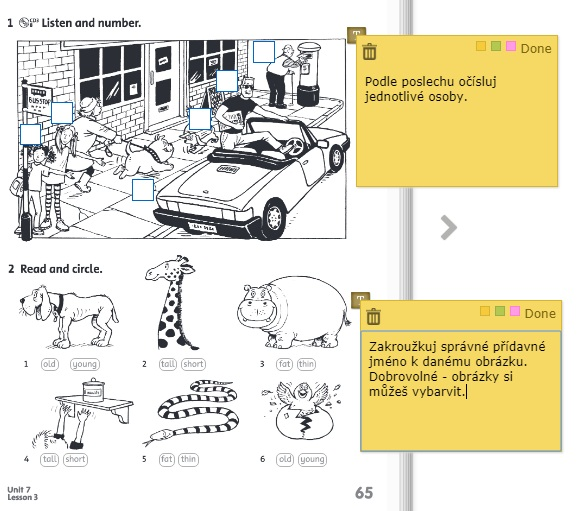 1 CD3 8 Listen and number.
T
Done
Podle poslechu očísluj
jednotlivé osoby.
BUS STOP
2 Read and circle.
T
Done
Zakroužkuj správné přídavné
jméno k danému obrázku.
Dobrovolné - obrázky si
můžeš vybarvit.
1 old young
2 tall short
3 fat thin
4 tall short
5 fat thin
6 old young
Unit 7
Lesson 3
65